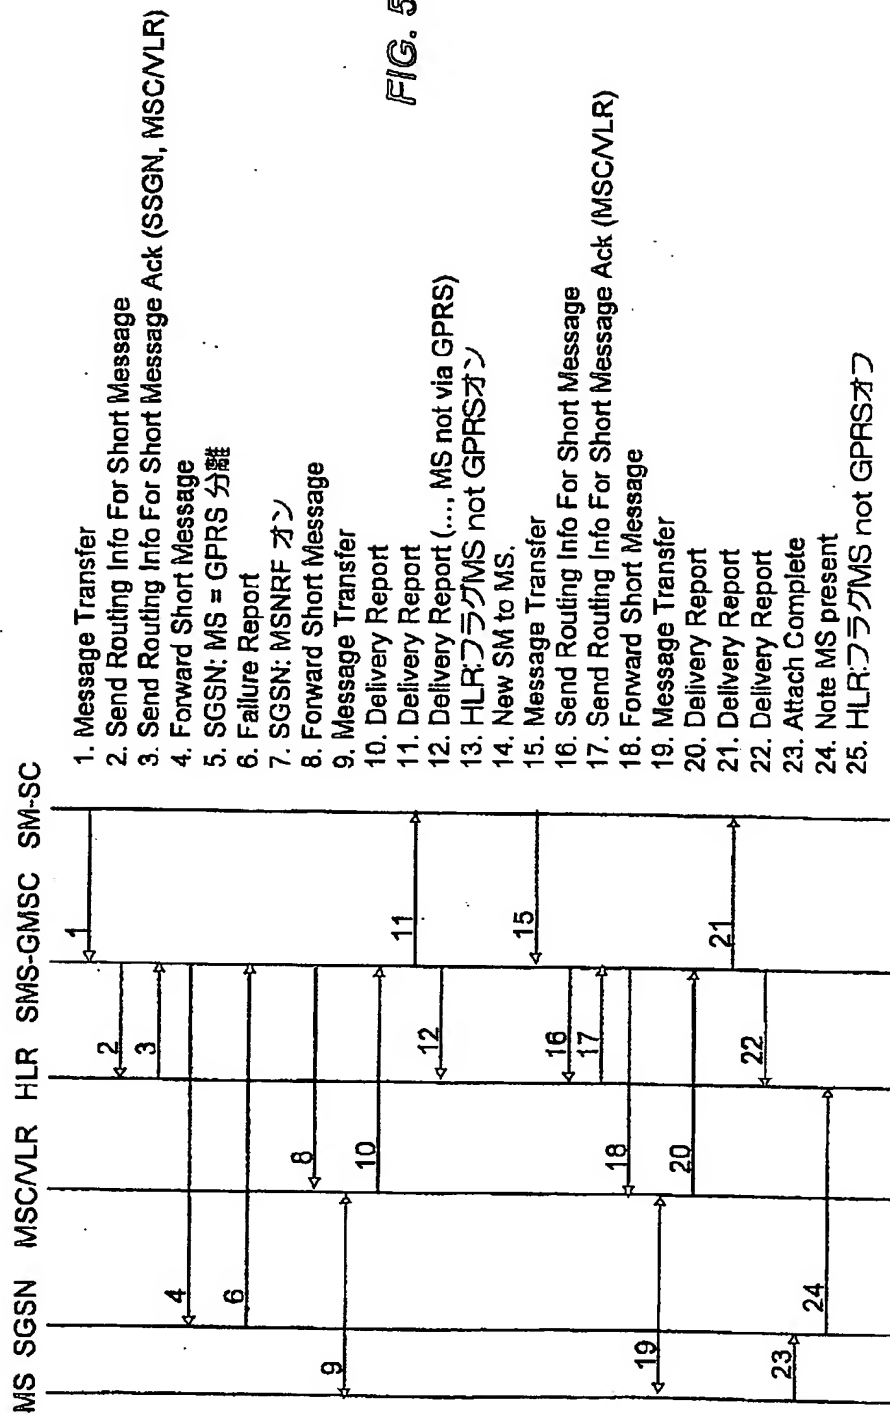 FIG. 5
MS SGSN MSC/VLR HLR SMS-GMSC SM-SC
1
2
3
4
6
8
9
10
11
12
15
16
17
18
19
20
21
22
23
24
1. Message Transfer
2. Send Routing Info For Short Message
3. Send Routing Info For Short Message Ack (SSGN, MSC/VLR)
4. Forward Short Message
5. SGSN: MS = GPRS 分離
6. Failure Report
7. SGSN: MSNRF オン
8. Forward Short Message
9. Message Transfer
10. Delivery Report
11. Delivery Report
12. Delivery Report (..., MS not via GPRS)
13. HLR:フラグMS not GPRSオン
14. New SM to MS.
15. Message Transfer
16. Send Routing Info For Short Message
17. Send Routing Info For Short Message Ack (MSC/VLR)
18. Forward Short Message
19. Message Transfer
20. Delivery Report
21. Delivery Report
22. Delivery Report
23. Attach Complete
24. Note MS present
25. HLR:フラグMS not GPRSオフ